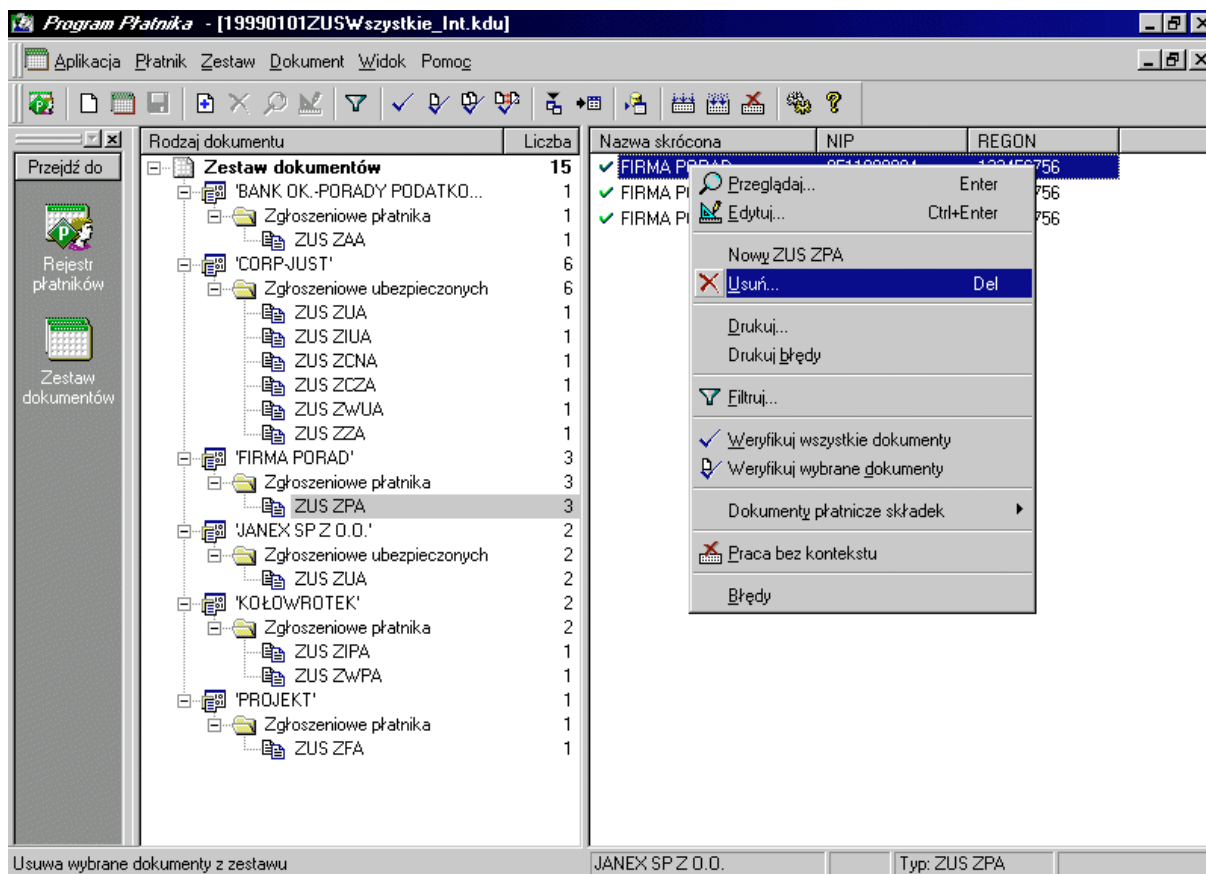 Program Płatnika - [19990101ZUSWszystkie_Int.kdu]
Aplikacja Płatnik Zestaw Dokument Widok Pomoc
Przejdź do
Rejestr
płatników
Zestaw
dokumentów
Rodzaj dokumentu Liczba
Zestaw dokumentów 15
'BANK OK.-PORADY PODATKO... 1
Zgłoszeniowe płatnika 1
ZUS ZAA 1
'CORP-JUST' 6
Zgłoszeniowe ubezpieczonych 6
ZUS ZUA 1
ZUS ZIUA 1
ZUS ZCNA 1
ZUS ZCZA 1
ZUS ZWUA 1
ZUS ZZA 1
'FIRMA PORAD' 3
Zgłoszeniowe płatnika 3
ZUS ZPA 3
'JANEX SP Z O.O.' 2
Zgłoszeniowe ubezpieczonych 2
ZUS ZUA 2
'KOŁOWROTEK' 2
Zgłoszeniowe płatnika 2
ZUS ZIPA 1
ZUS ZWPA 1
'PROJEKT' 1
Zgłoszeniowe płatnika 1
ZUS ZFA 1
Nazwa skrócona NIP REGON
FIRMA PORAD
FIRMA
FIRMA
Przeglądaj... Enter
Edytuj... Ctrl+Enter
Nowy ZUS ZPA
Usuń... Del
Drukuj...
Drukuj błędy
Filtruj...
Weryfikuj wszystkie dokumenty
Weryfikuj wybrane dokumenty
Dokumenty płatnicze składek
Praca bez kontekstu
Błędy
Usuwa wybrane dokumenty z zestawu JANEX SP Z O.O. Typ: ZUS ZPA